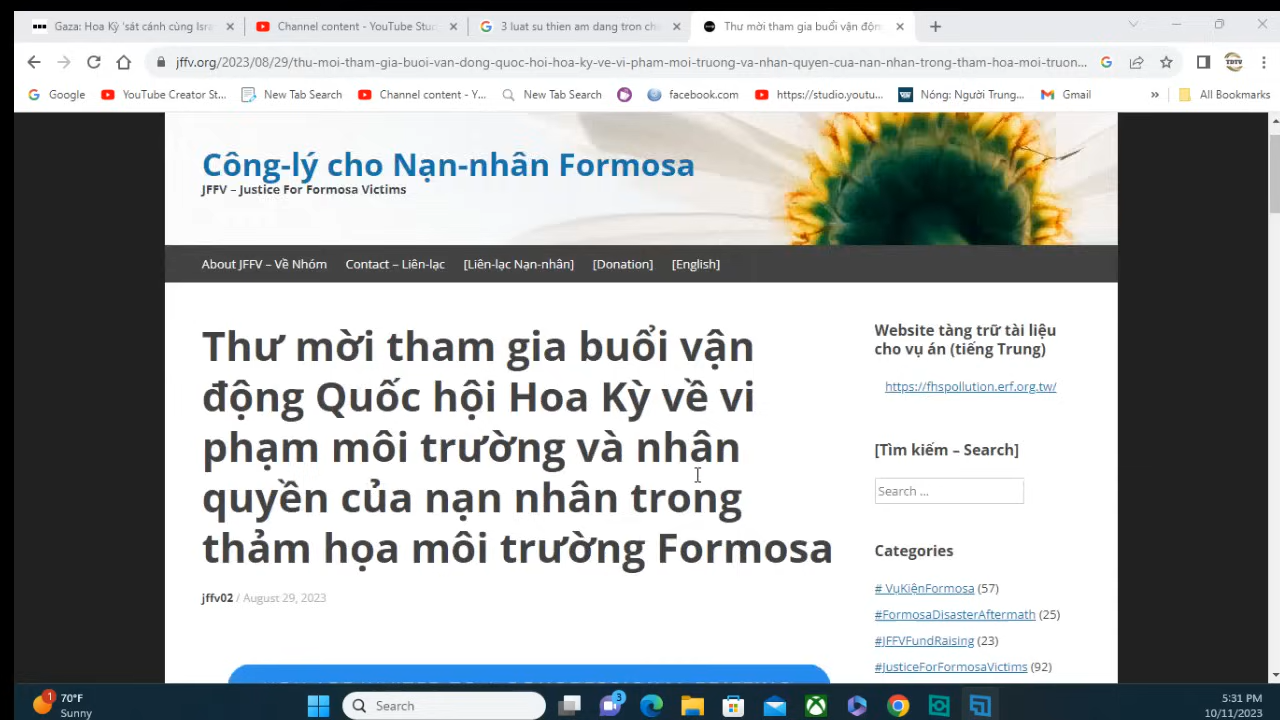 Gaza: Hoa Kỳ 'sát cánh cùng Isra
Channel content - YouTube Stu
3 luat su thien am dang tron ch
Thư mời tham gia buổi vận độn
jffv.org/2023/08/29/thu-moi-tham-gia-buoi-van-dong-quoc-hoi-hoa-ky-ve-vi-pham-moi-truong-va-nhan-quyen-cua-nan-nhan-trong-tham-hoa-moi-truon...
TDTV
Google
YouTube Creator St...
New Tab Search
Channel content - Y...
New Tab Search
facebook.com
https://studio.youtu...
Nóng: Người Trung...
Gmail
»
All Bookmarks
Công-lý cho Nạn-nhân Formosa
JFFV – Justice For Formosa Victims
About JFFV – Về Nhóm
Contact – Liên-lạc
[Liên-lạc Nạn-nhân]
[Donation]
[English]
Thư mời tham gia buổi vận
động Quốc hội Hoa Kỳ về vi
phạm môi trường và nhân
quyền của nạn nhân trong
thảm họa môi trường Formosa
jffv02 / August 29, 2023
Website tàng trữ tài liệu
cho vụ án (tiếng Trung)
https://fhspollution.erf.org.tw/
[Tìm kiếm – Search]
Search ...
Categories
# VụKiệnFormosa (57)
#FormosaDisasterAftermath (25)
#JFFVFundRaising (23)
#JusticeForFormosaVictims (92)
1
70°F
Sunny
Search
3
5:31 PM
10/11/2023